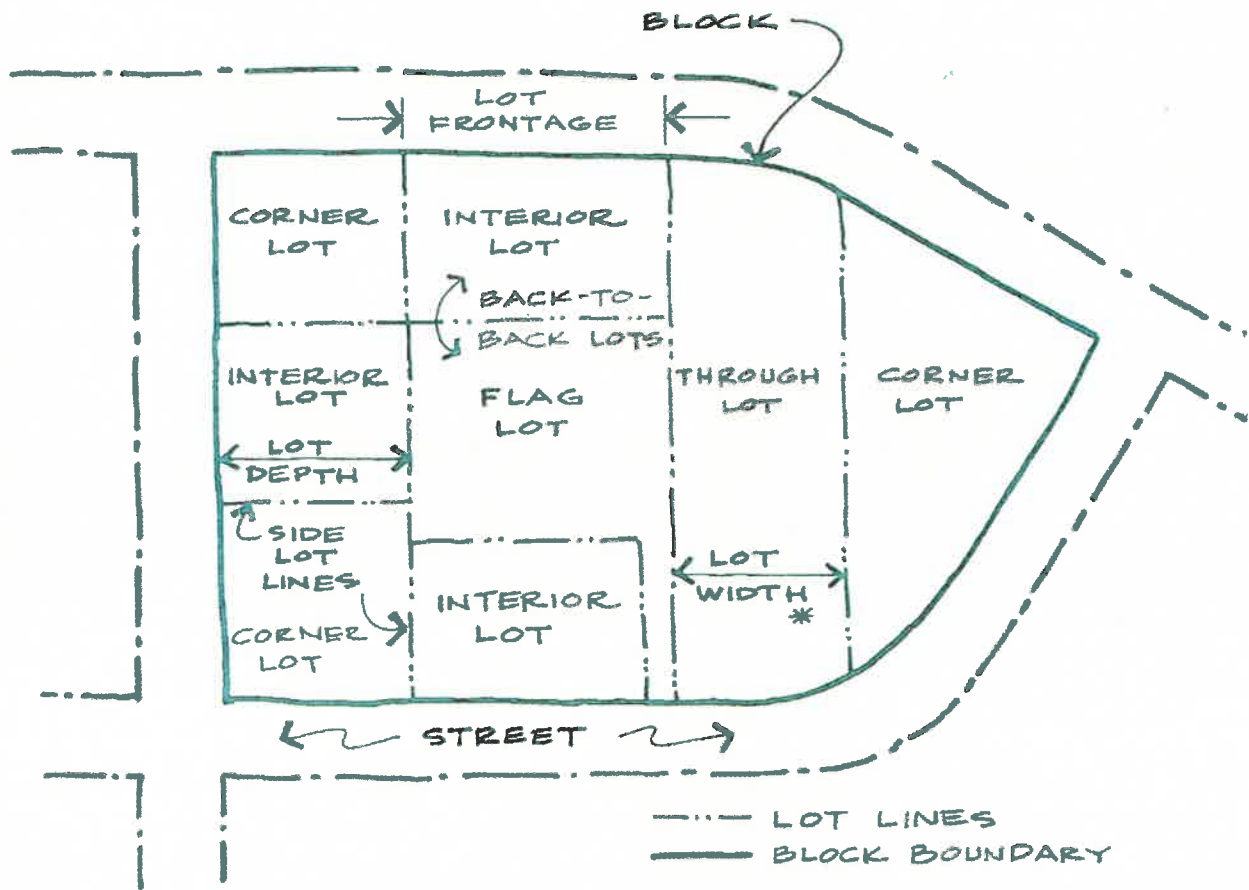 BLOCK
LOT
FRONTAGE
CORNER
LOT
INTERIOR
LOT
BACK-TO-
BACK LOTS
INTERIOR
LOT
FLAG
LOT
THROUGH
LOT
CORNER
LOT
LOT
DEPTH
SIDE
LOT
LINES
CORNER
LOT
INTERIOR
LOT
LOT
WIDTH
*
STREET
LOT LINES
BLOCK BOUNDARY